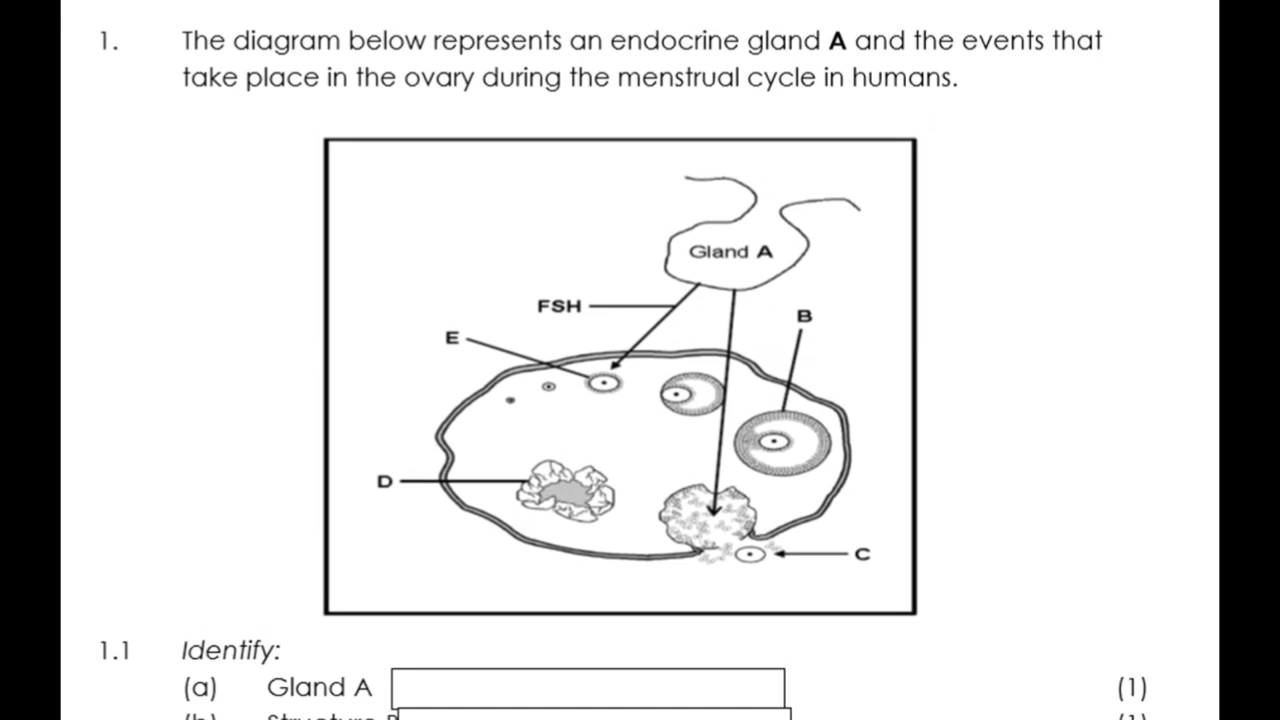 1. The diagram below represents an endocrine gland A and the events that
take place in the ovary during the menstrual cycle in humans.
Gland A
FSH
B
E
D
C
1.1 Identify:
(a) Gland A (1)